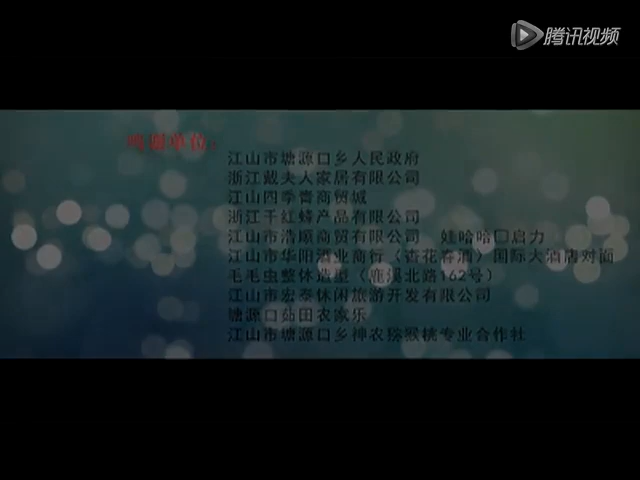 腾讯视频
鸣谢单位：
江山市塘源口乡人民政府
浙江戴夫人家居有限公司
江山四季青商贸城
浙江千红蜂产品有限公司
江山市浩顺商贸有限公司 娃哈哈□启力
江山市华阳酒业商行（杏花春酒）国际大酒店对面
毛毛虫整体造型（鹿溪北路162号）
江山市宏泰休闲旅游开发有限公司
塘源口茹田农家乐
江山市塘源口乡神农猕猴桃专业合作社